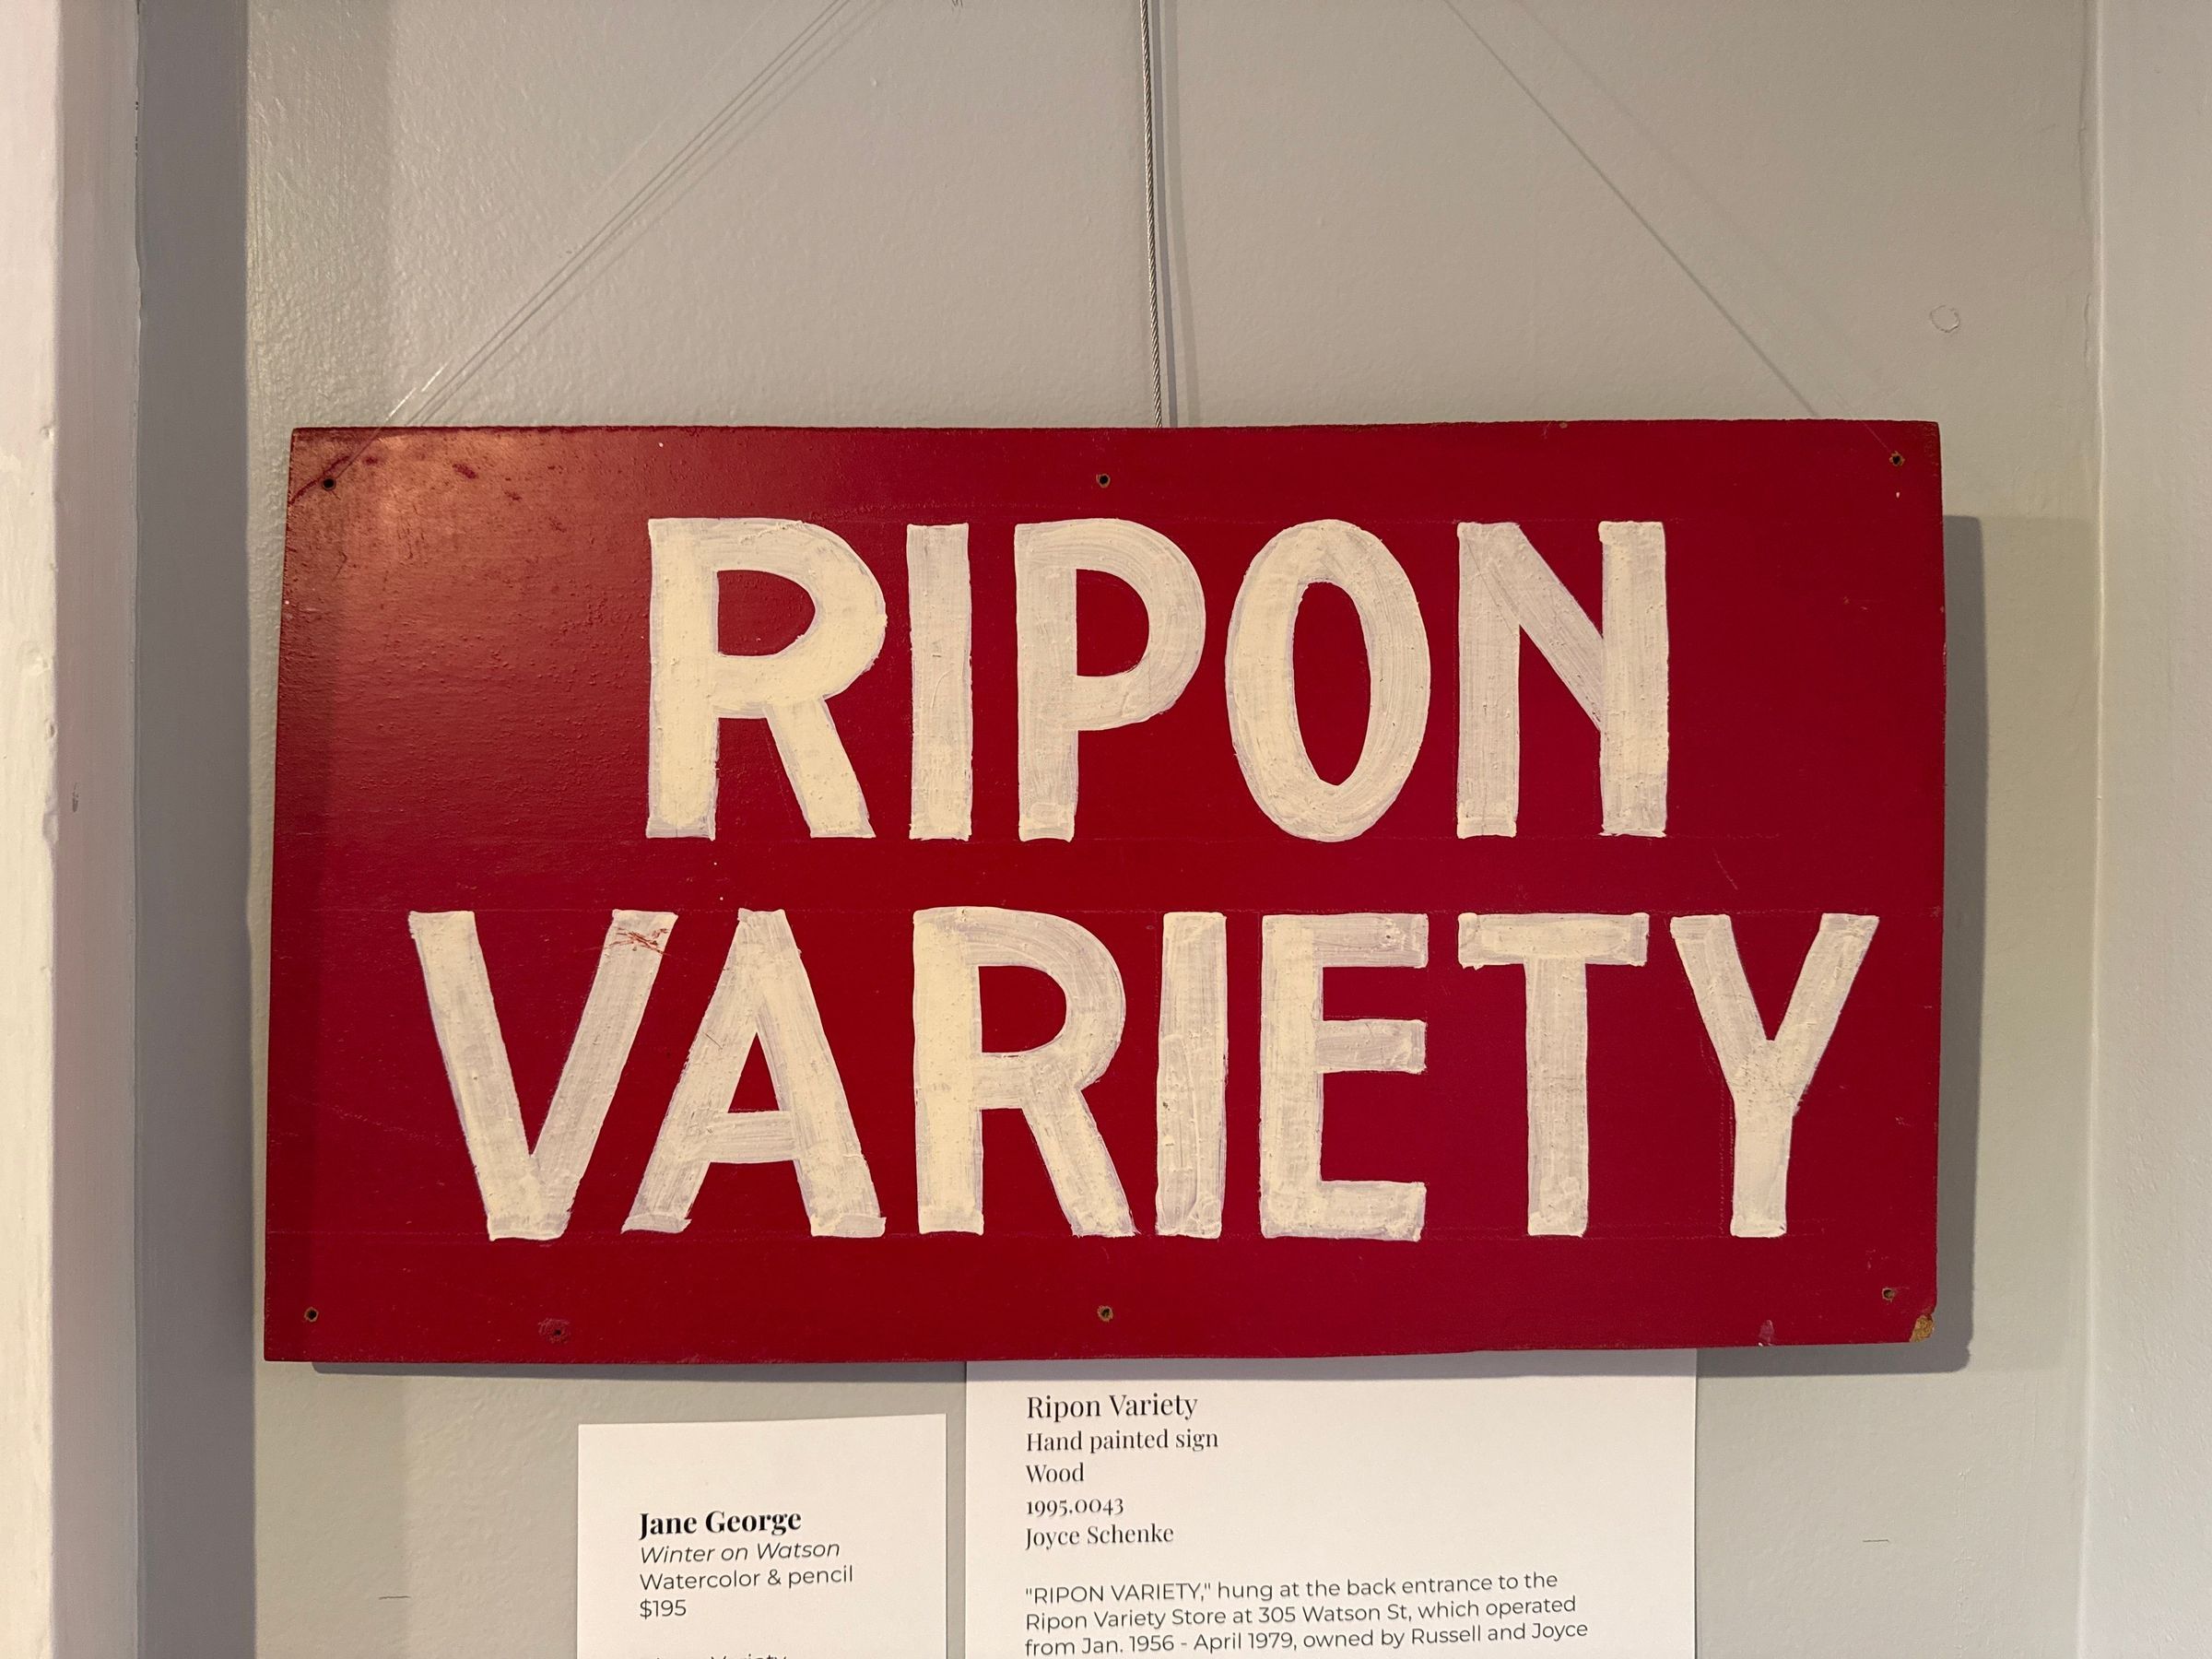 RIPON
VARIETY
Jane George
Winter on Watson
Watercolor & pencil
$195
Variety
Ripon Variety
Hand painted sign
Wood
1995.0043
Joyce Schenke
"RIPON VARIETY," hung at the back entrance to the
Ripon Variety Store at 305 Watson St, which operated
from Jan. 1956 - April 1979, owned by Russell and Joyce